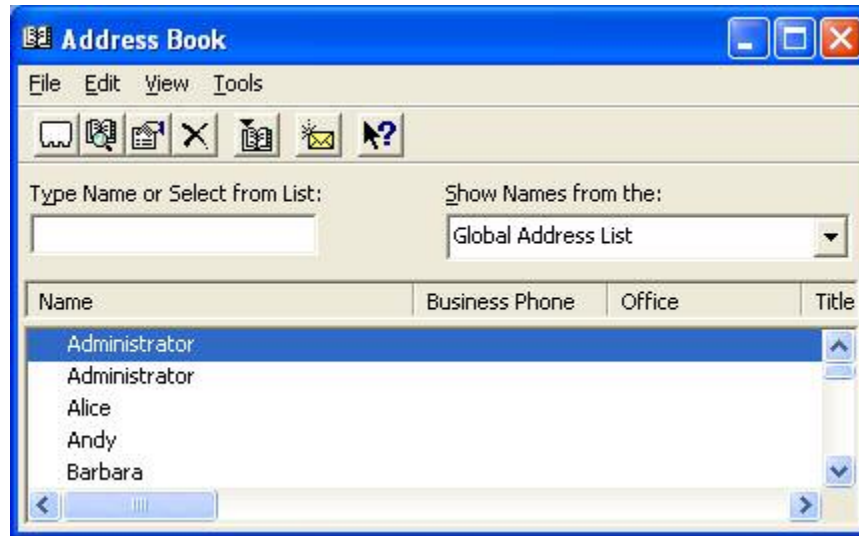 Address Book
File Edit View Tools
Type Name or Select from List: Show Names from the:
Global Address List
Name Business Phone Office Title
Administrator
Administrator
Alice
Andy
Barbara